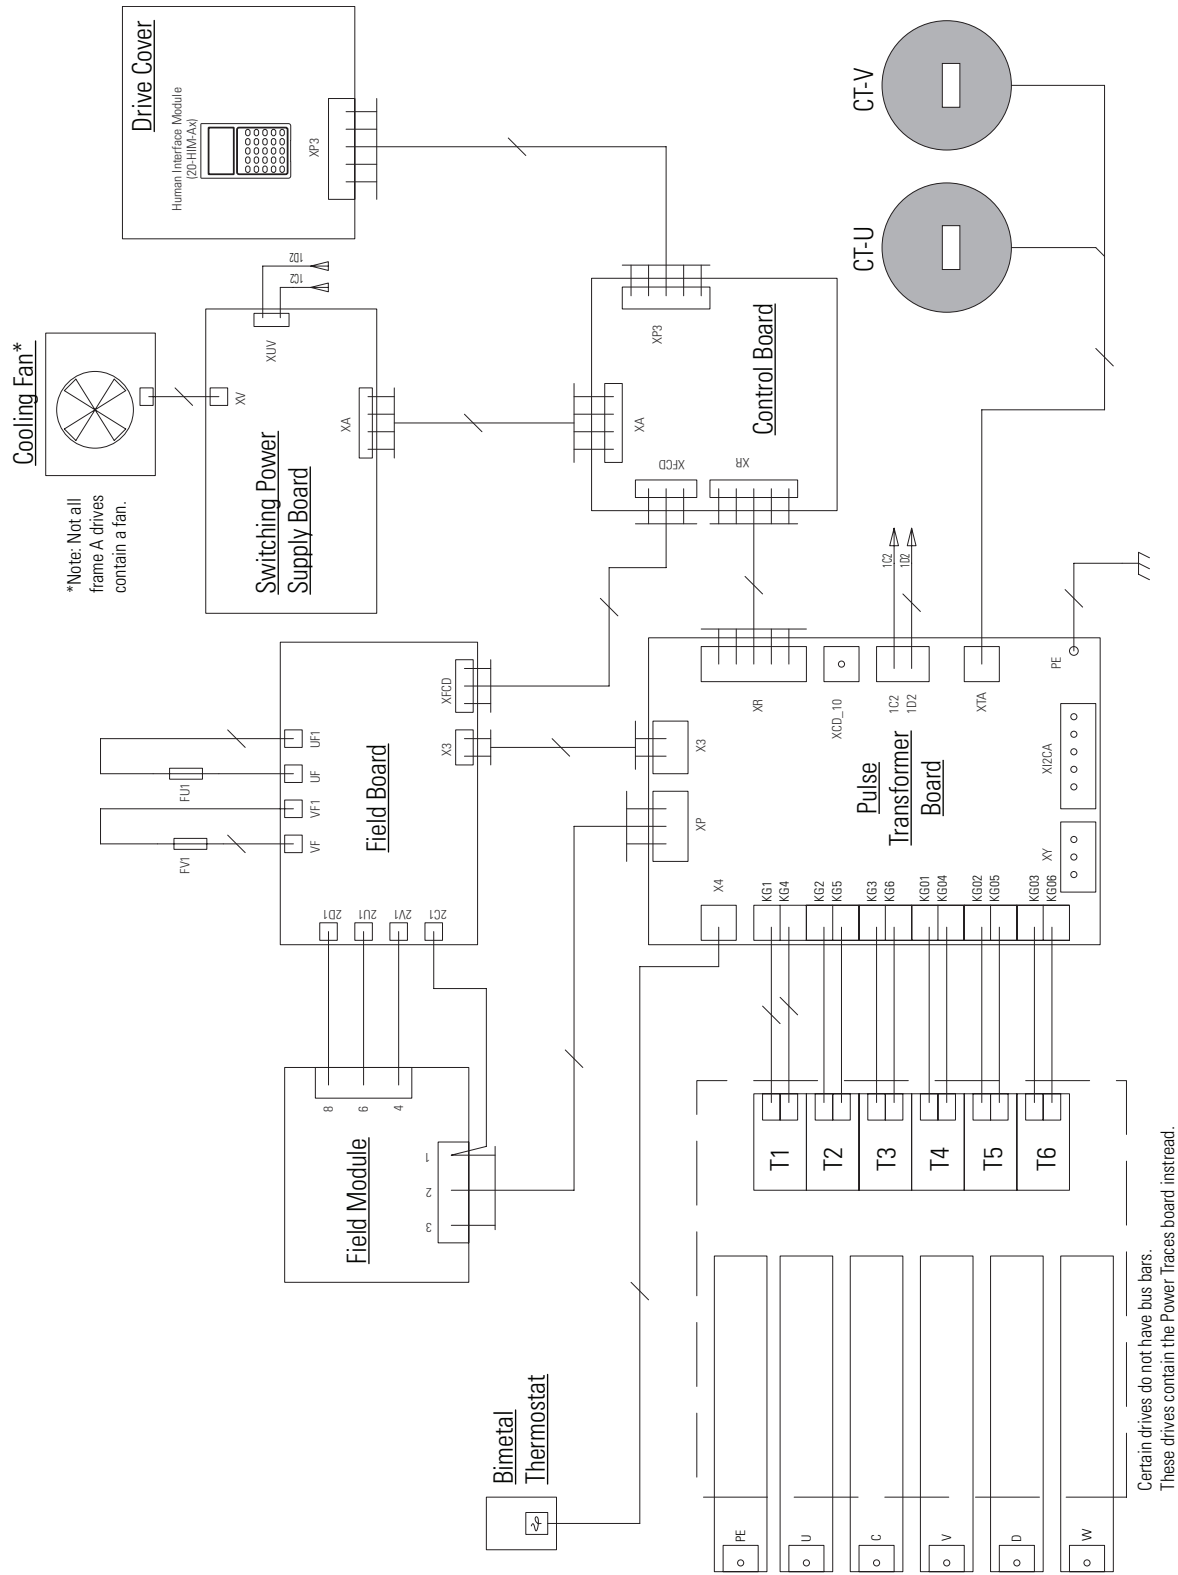 Drive Cover
Human Interface Module
(20-HIM-Ax)
XP3
CT-V
CT-U
Cooling Fan*
*Note: Not all
frame A drives
contain a fan.
XV
XUV
1D2
1C2
XA
Switching Power
Supply Board
XP3
XA
XFCD
XR
Control Board
FU1
FV1
UF1
UF
VF1
VF
XFCD
X3
Field Board
2D1
2U1
2V1
2C1
8
6
4
Field Module
1
2
3
XR
XCD_10
1C2
1D2
1C2
1D2
XTA
PE
X3
XP
X4
Pulse
Transformer
Board
XI2CA
XY
KG1
KG4
KG2
KG5
KG3
KG6
KG01
KG04
KG02
KG05
KG03
KG06
T1
T2
T3
T4
T5
T6
Bimetal
Thermostat
PE
U
C
V
D
W
Certain drives do not have bus bars.
These drives contain the Power Traces board instread.